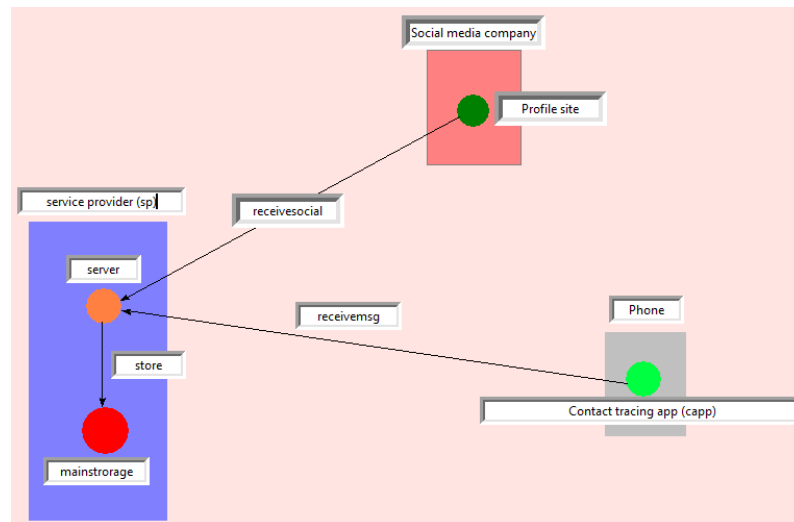 Social media company
Profile site
service provider (sp)
receivesocial
server
receivemsg
Phone
store
Contact tracing app (capp)
mainstrorage